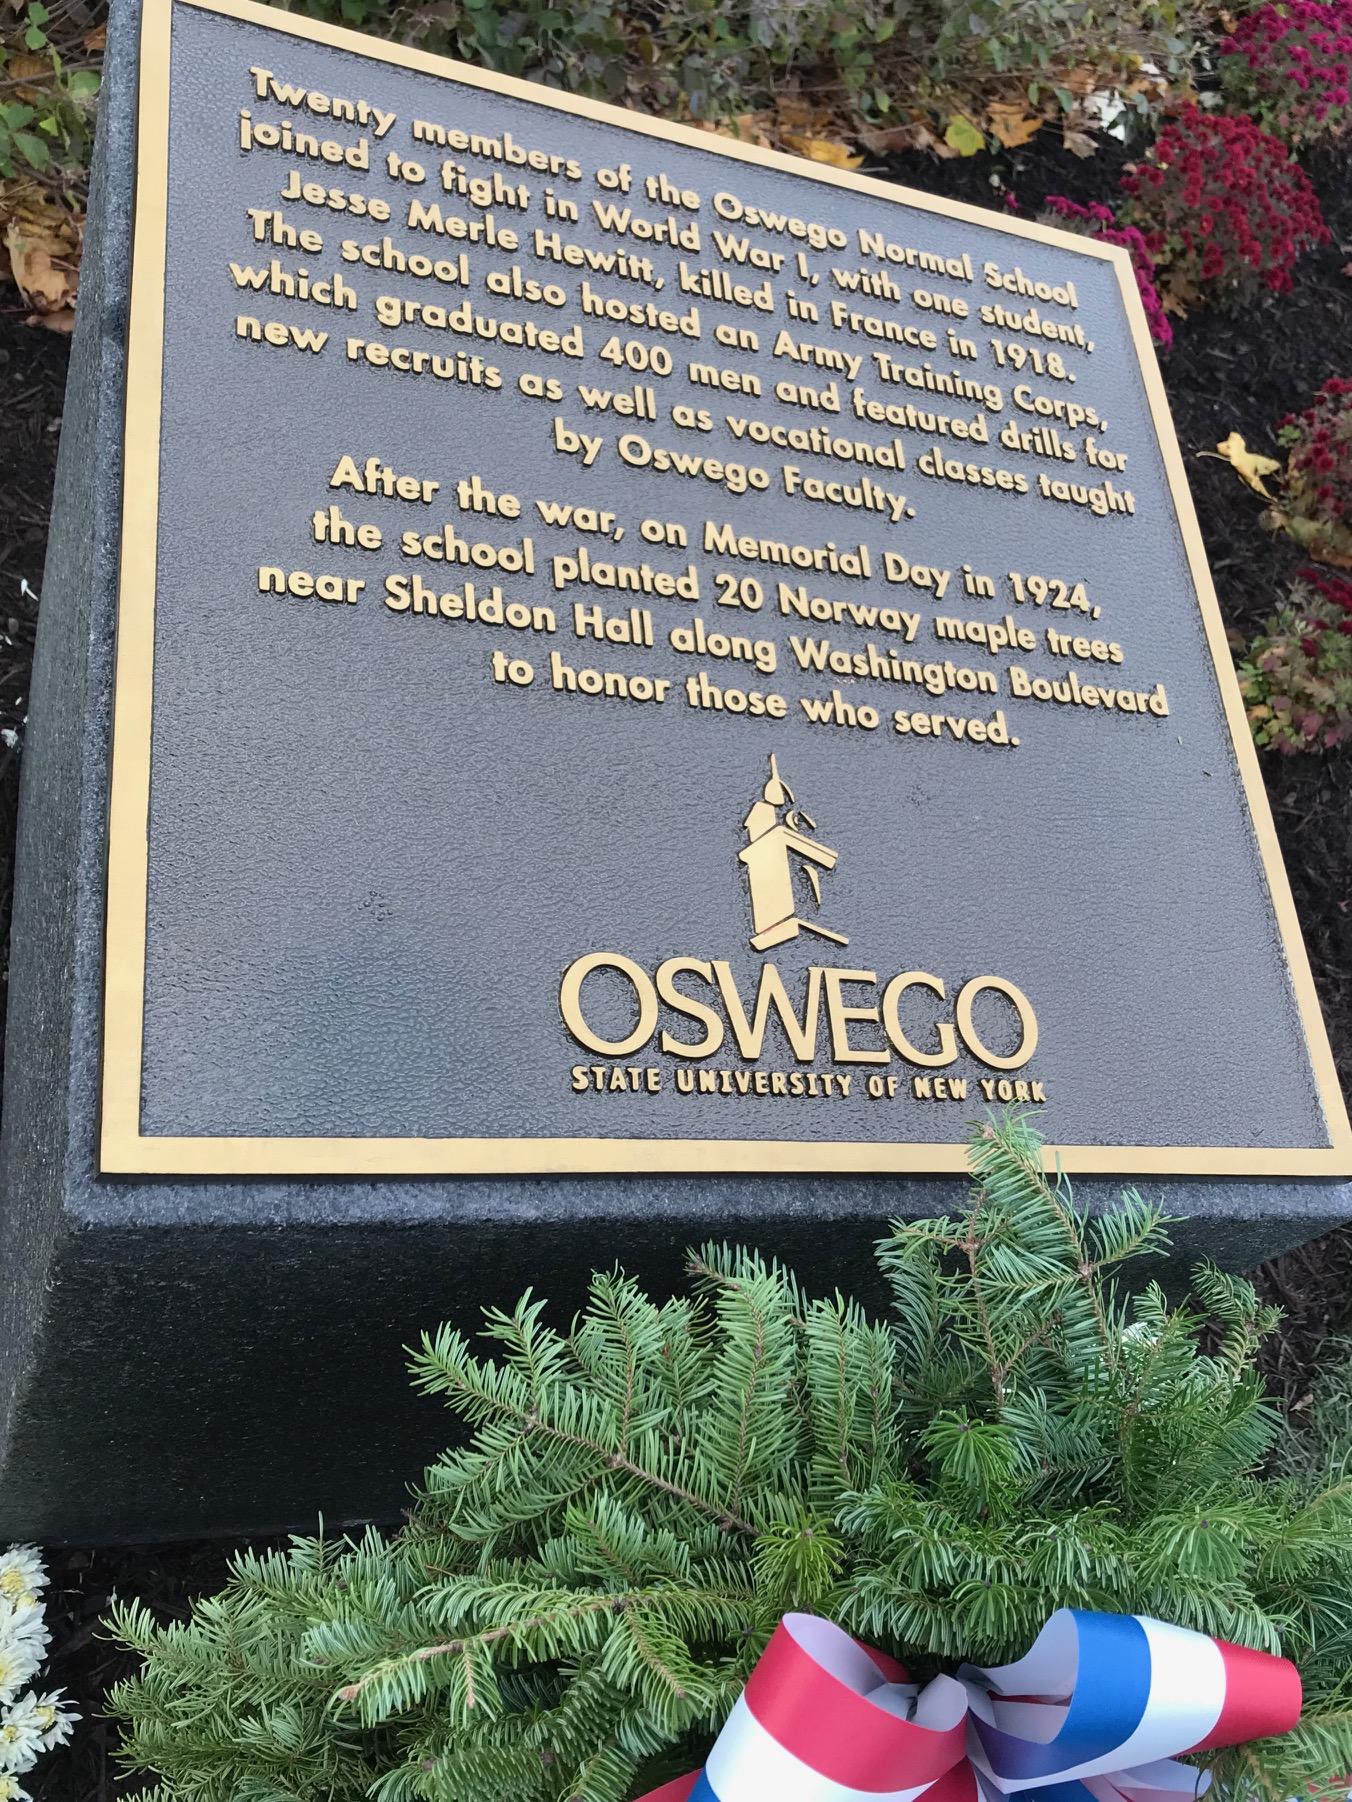 Twenty members of the Oswego Normal School
joined to fight in World War I, with one student,
Jesse Merle Hewitt, killed in France in 1918.
The school also hosted an Army Training Corps,
which graduated 400 men and featured drills for
new recruits as well as vocational classes taught
by Oswego Faculty.
After the war, on Memorial Day in 1924,
the school planted 20 Norway maple trees
near Sheldon Hall along Washington Boulevard
to honor those who served.
OSWEGO
STATE UNIVERSITY OF NEW YORK